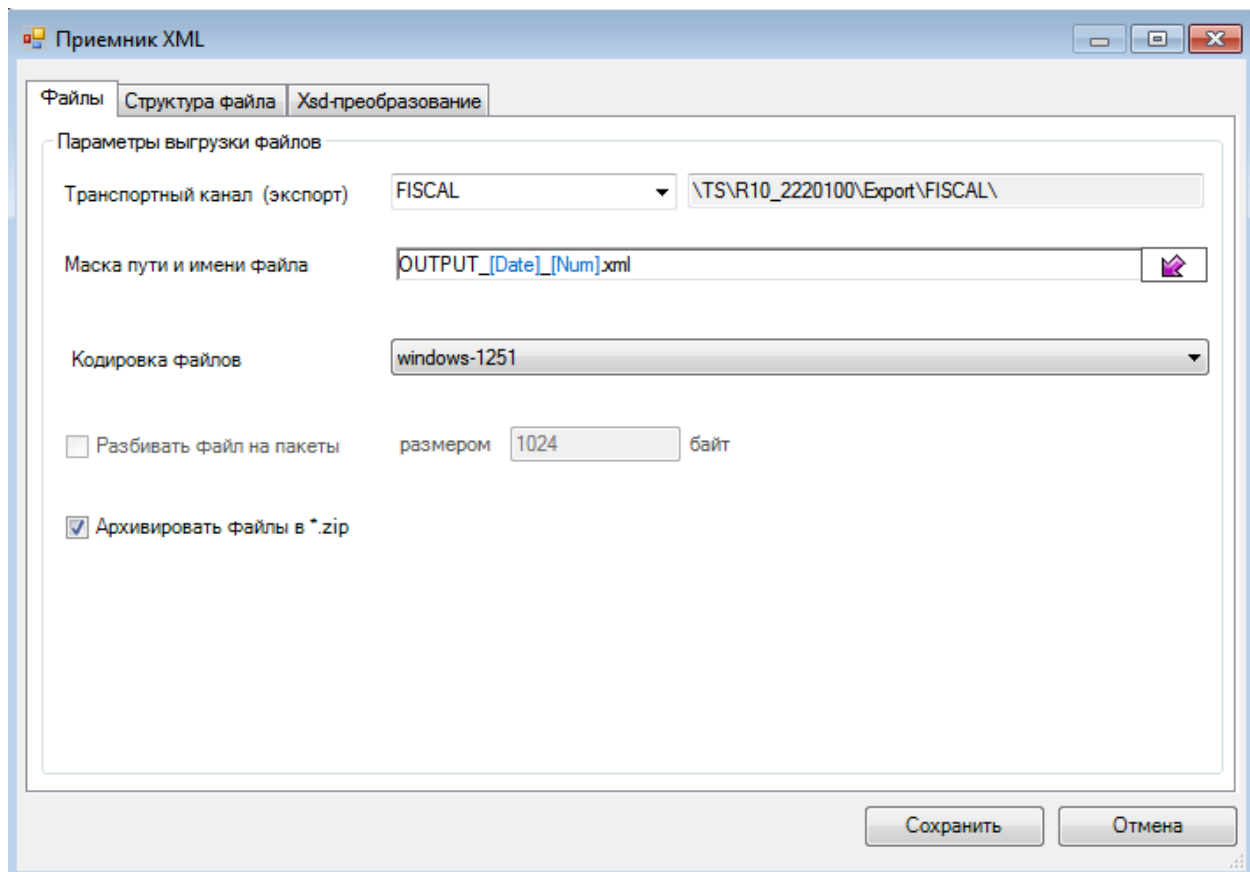 Приемник XML
Файлы Структура файла Xsd-преобразование
Параметры выгрузки файлов
Транспортный канал (экспорт) FISCAL \TS\R10_2220100\Export\FISCAL\
Маска пути и имени файла OUTPUT_[Date]_[Num].xml
Кодировка файлов windows-1251
Разбивать файл на пакеты размером 1024 байт
Архивировать файлы в *.zip
Сохранить Отмена